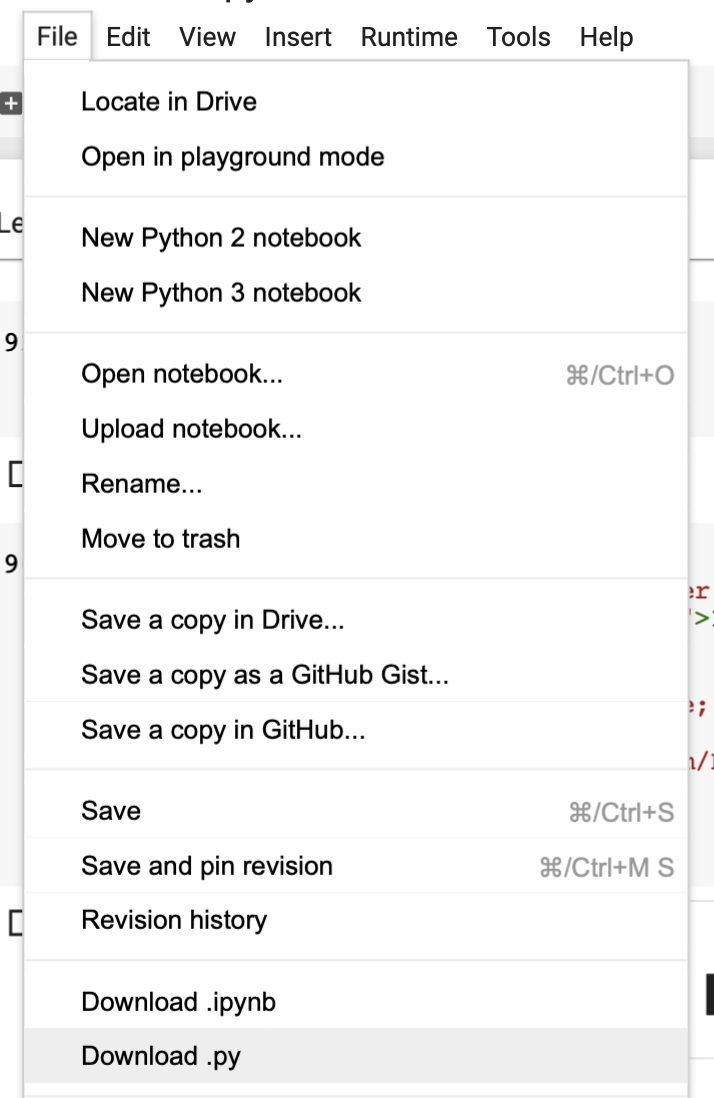 File Edit View Insert Runtime Tools Help
Locate in Drive
Open in playground mode
New Python 2 notebook
New Python 3 notebook
Open notebook... ⌘/Ctrl+O
Upload notebook...
Rename...
Move to trash
Save a copy in Drive...
Save a copy as a GitHub Gist...
Save a copy in GitHub...
Save ⌘/Ctrl+S
Save and pin revision ⌘/Ctrl+M S
Revision history
Download .ipynb
Download .py